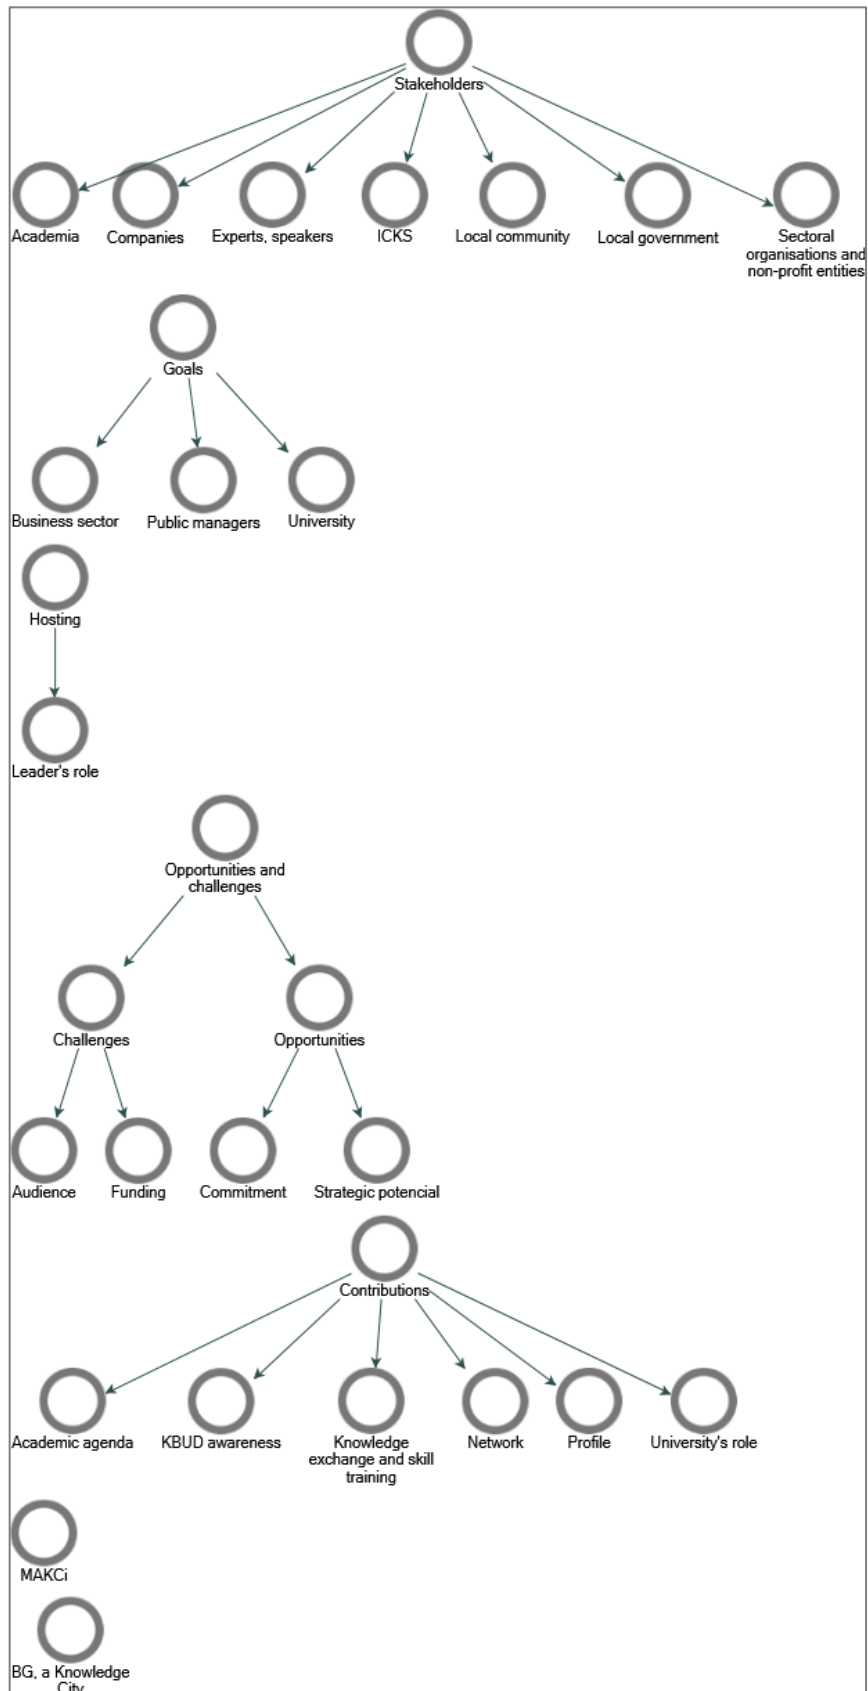 Stakeholders
Academia
Companies
Experts, speakers
ICKS
Local community
Local government
Sectoral
organisations and
non-profit entities
Goals
Business sector
Public managers
University
Hosting
Leader's role
Opportunities and
challenges
Challenges
Opportunities
Audience
Funding
Commitment
Strategic potencial
Contributions
Academic agenda
KBUD awareness
Knowledge
exchange and skill
training
Network
Profile
University's role
MAKCi
BG, a Knowledge
City